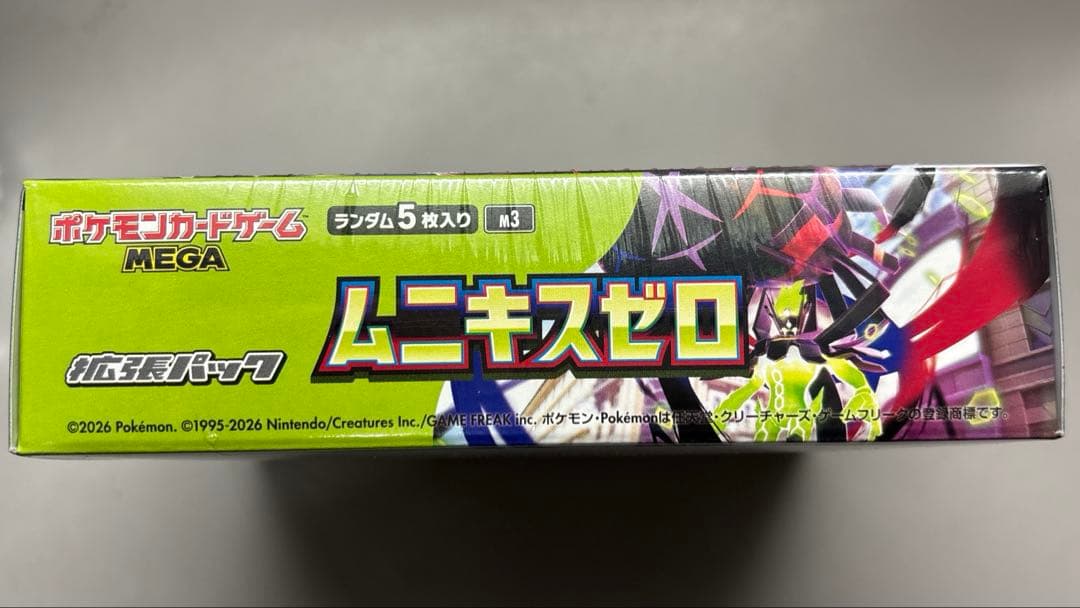 ポケモンカードゲーム™
MEGA
ランダム5枚入り
M3
ムニキスゼロ
拡張パック
©2026 Pokémon. ©1995-2026 Nintendo/Creatures Inc./GAME FREAK inc. ポケモン・Pokémonは任天堂・クリーチャーズ・ゲームフリークの登録商標です。